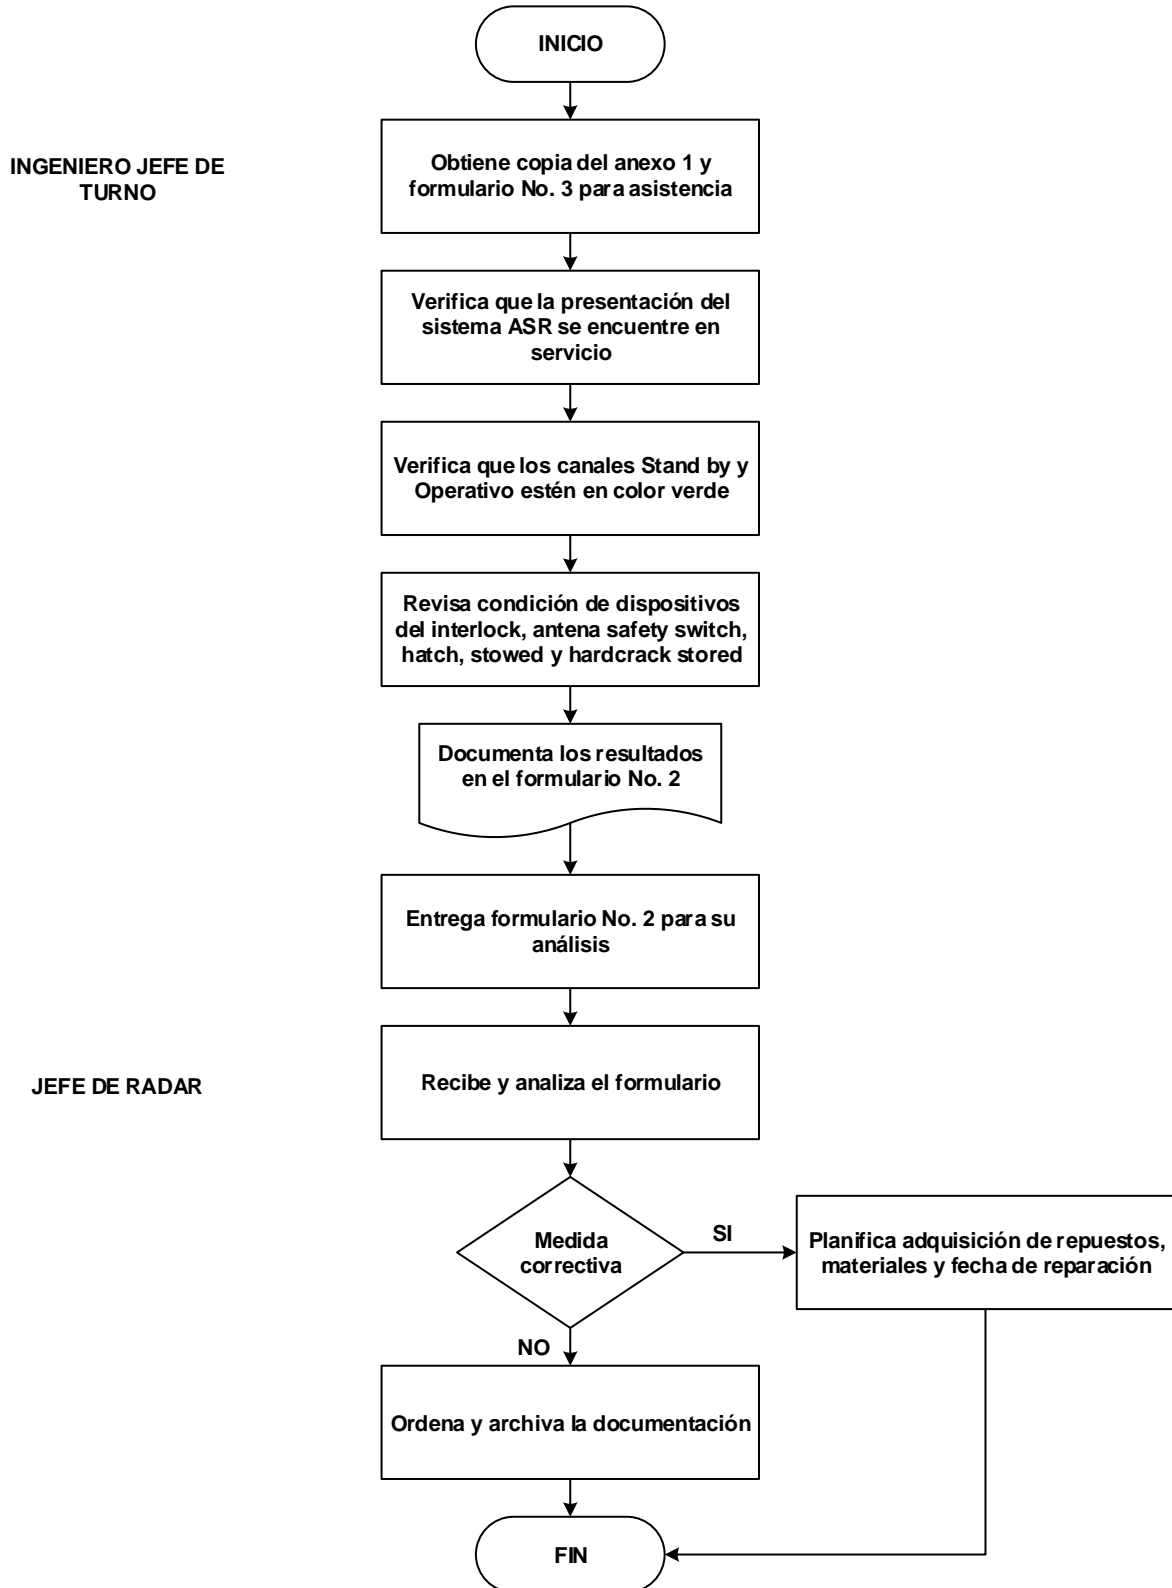 INICIO
INGENIERO JEFE DE
TURNO
Obtiene copia del anexo 1 y
formulario No. 3 para asistencia
Verifica que la presentación del
sistema ASR se encuentre en
servicio
Verifica que los canales Stand by y
Operativo estén en color verde
Revisa condición de dispositivos
del interlock, antena safety switch,
hatch, stowed y hardcrack stored
Documenta los resultados
en el formulario No. 2
Entrega formulario No. 2 para su
análisis
JEFE DE RADAR
Recibe y analiza el formulario
Medida
correctiva
SI
Planifica adquisición de repuestos,
materiales y fecha de reparación
NO
Ordena y archiva la documentación
FIN